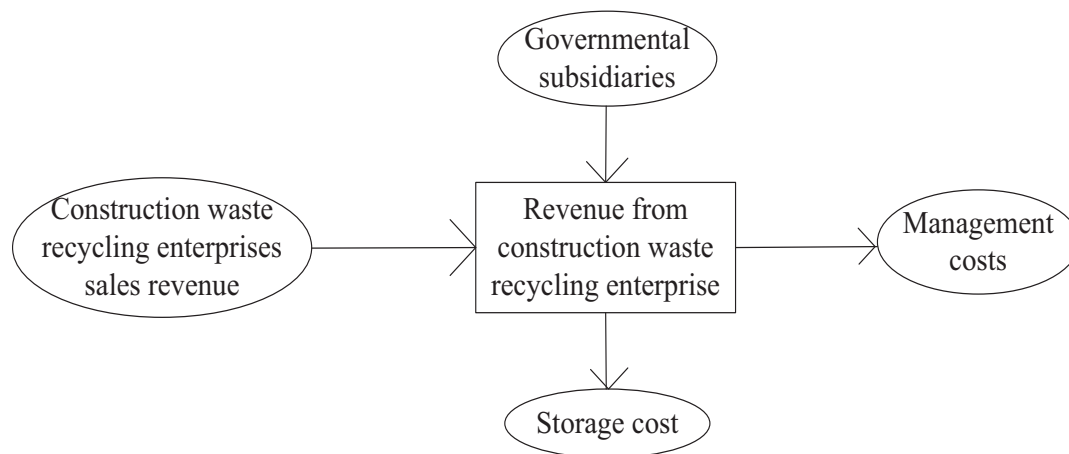 Governmental
subsidiaries
Construction waste
recycling enterprises
sales revenue
Revenue from
construction waste
recycling enterprise
Management
costs
Storage cost